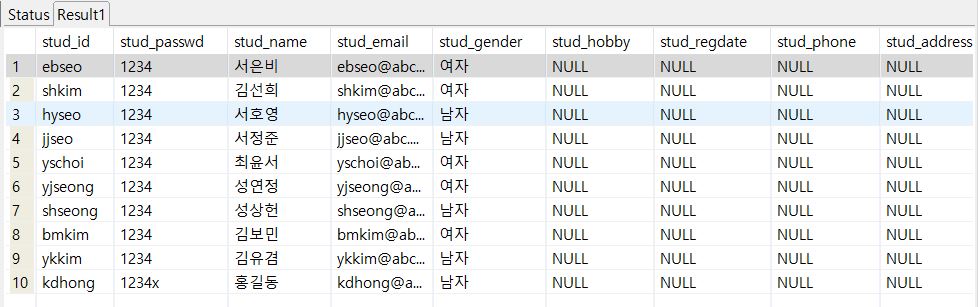 Status Result1
stud_id stud_passwd stud_name stud_email stud_gender stud_hobby stud_regdate stud_phone stud_address
1 ebseo 1234 서은비 ebseo@abc... 여자 NULL NULL NULL NULL
2 shkim 1234 김선희 shkim@abc... 여자 NULL NULL NULL NULL
3 hyseo 1234 서호영 hyseo@abc... 남자 NULL NULL NULL NULL
4 jjseo 1234 서정준 jjseo@abc.... 남자 NULL NULL NULL NULL
5 yschoi 1234 최윤서 yschoi@ab... 여자 NULL NULL NULL NULL
6 yjseong 1234 성연정 yjseong@a... 여자 NULL NULL NULL NULL
7 shseong 1234 성상헌 shseong@a... 남자 NULL NULL NULL NULL
8 bmkim 1234 김보민 bmkim@ab... 여자 NULL NULL NULL NULL
9 ykkim 1234 김유겸 ykkim@abc... 남자 NULL NULL NULL NULL
10 kdhong 1234x 홍길동 kdhong@a... 남자 NULL NULL NULL NULL